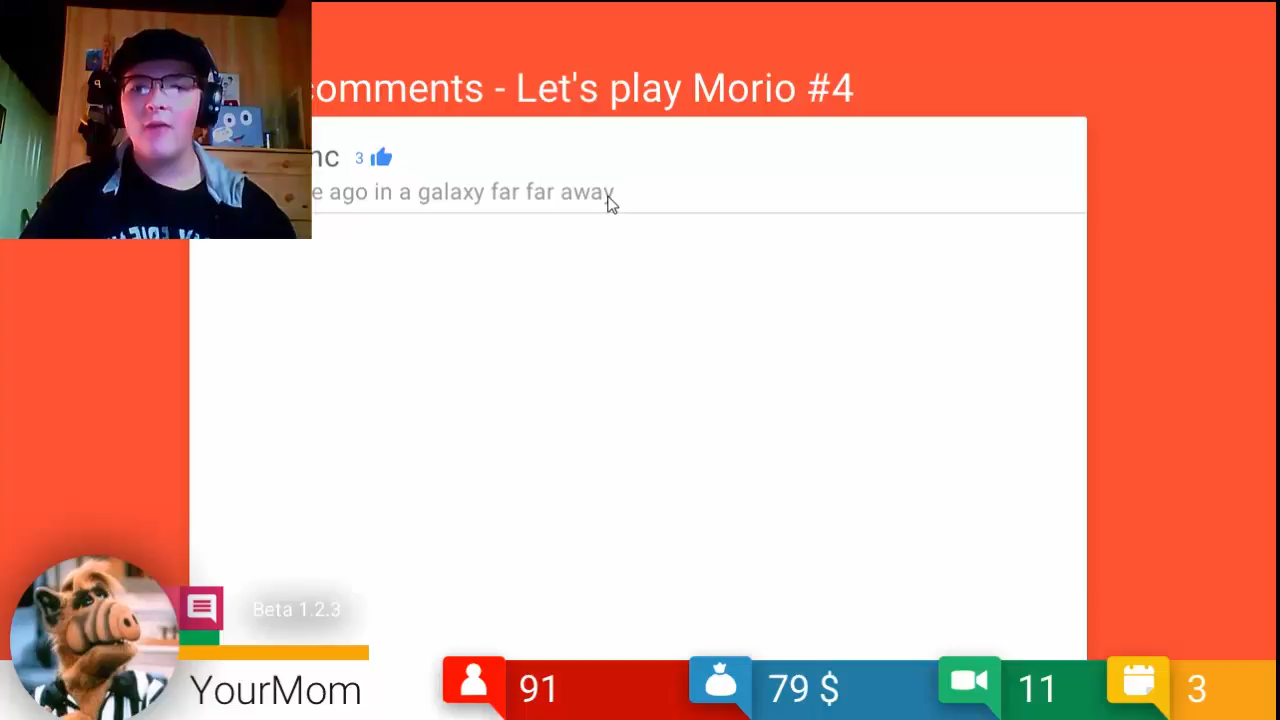 comments - Let's play Morio #4
nc 3
e ago in a galaxy far far away
Beta 1.2.3
YourMom
91
79 $
11
3